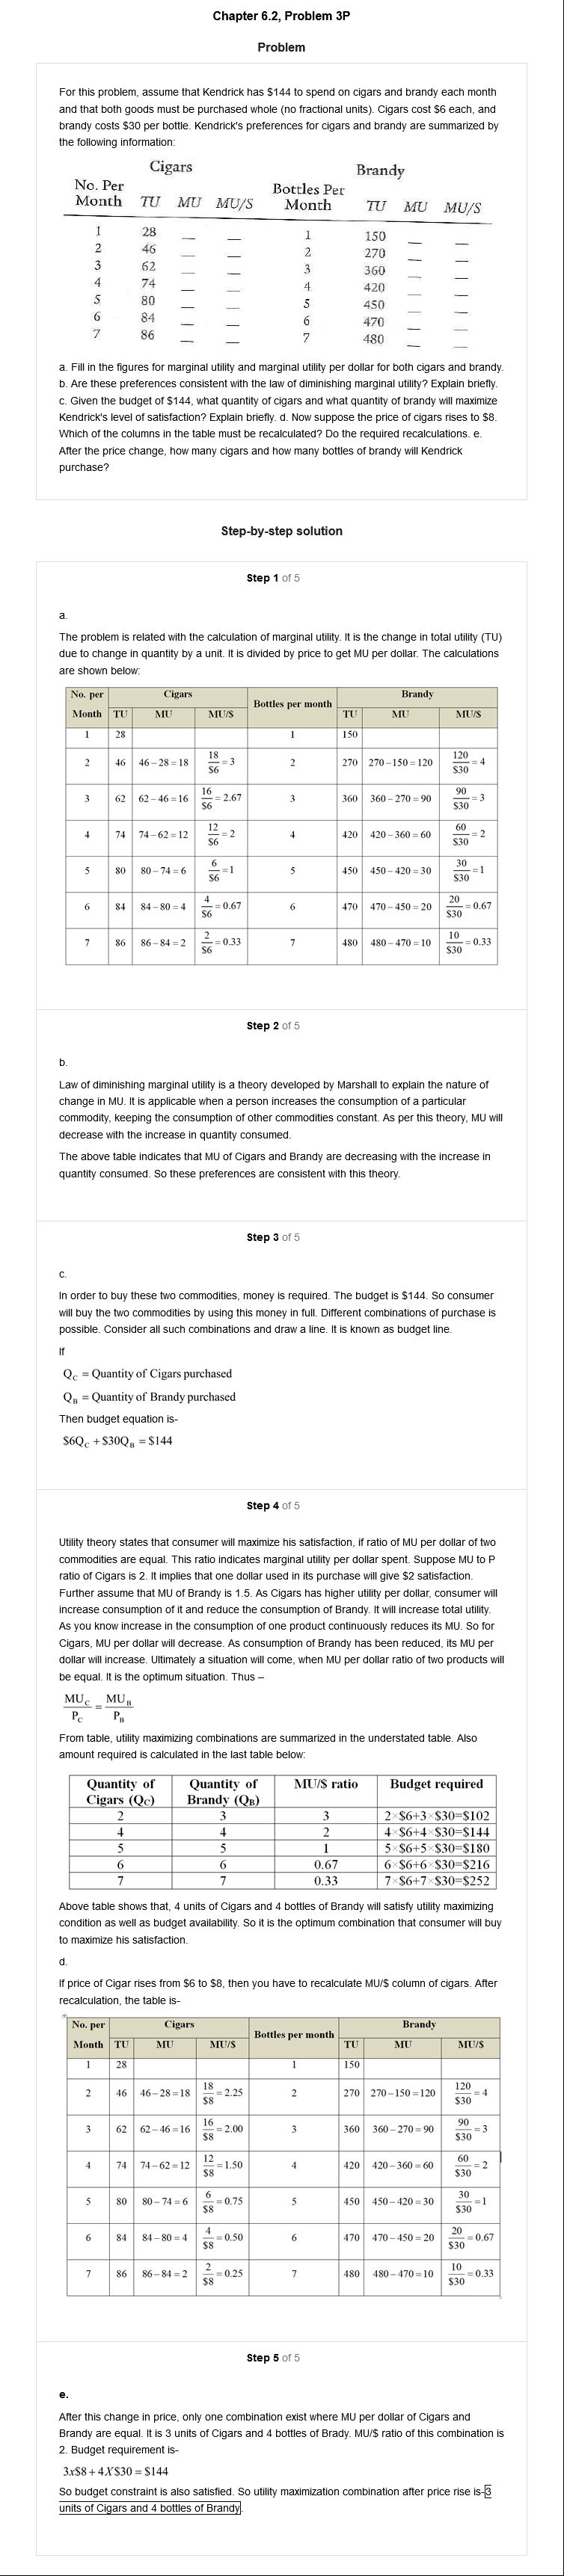 Chapter 6.2, Problem 3P
Problem
For this problem, assume that Kendrick has $144 to spend on cigars and brandy each month
and that both goods must be purchased whole (no fractional units). Cigars cost $6 each, and
brandy costs $30 per bottle. Kendrick's preferences for cigars and brandy are summarized by
the following information:
Cigars Brandy
No. Per Month TU MU MU/S Bottles Per Month TU MU MU/S
1 28 — — 1 150 — —
2 46 — — 2 270 — —
3 62 — — 3 360 — —
4 74 — — 4 420 — —
5 80 — — 5 450 — —
6 84 — — 6 470 — —
7 86 — — 7 480 — —
a. Fill in the figures for marginal utility and marginal utility per dollar for both cigars and brandy.
b. Are these preferences consistent with the law of diminishing marginal utility? Explain briefly.
c. Given the budget of $144, what quantity of cigars and what quantity of brandy will maximize
Kendrick's level of satisfaction? Explain briefly. d. Now suppose the price of cigars rises to $8.
Which of the columns in the table must be recalculated? Do the required recalculations. e.
After the price change, how many cigars and how many bottles of brandy will Kendrick
purchase?
Step-by-step solution
Step 1 of 5
a.
The problem is related with the calculation of marginal utility. It is the change in total utility (TU)
due to change in quantity by a unit. It is divided by price to get MU per dollar. The calculations
are shown below:
No. per Month Cigars Bottles per month Brandy
TU MU MU/$ TU MU MU/$
1 28 1 150
2 46 46−28=18 18/$6=3 2 270 270−150=120 120/$30=4
3 62 62−46=16 16/$6=2.67 3 360 360−270=90 90/$30=3
4 74 74−62=12 12/$6=2 4 420 420−360=60 60/$30=2
5 80 80−74=6 6/$6=1 5 450 450−420=30 30/$30=1
6 84 84−80=4 4/$6=0.67 6 470 470−450=20 20/$30=0.67
7 86 86−84=2 2/$6=0.33 7 480 480−470=10 10/$30=0.33
Step 2 of 5
b.
Law of diminishing marginal utility is a theory developed by Marshall to explain the nature of
change in MU. It is applicable when a person increases the consumption of a particular
commodity, keeping the consumption of other commodities constant. As per this theory, MU will
decrease with the increase in quantity consumed.
The above table indicates that MU of Cigars and Brandy are decreasing with the increase in
quantity consumed. So these preferences are consistent with this theory.
Step 3 of 5
c.
In order to buy these two commodities, money is required. The budget is $144. So consumer
will buy the two commodities by using this money in full. Different combinations of purchase is
possible. Consider all such combinations and draw a line. It is known as budget line.
If
QC = Quantity of Cigars purchased
QB = Quantity of Brandy purchased
Then budget equation is-
$6QC + $30QB = $144
Step 4 of 5
Utility theory states that consumer will maximize his satisfaction, if ratio of MU per dollar of two
commodities are equal. This ratio indicates marginal utility per dollar spent. Suppose MU to P
ratio of Cigars is 2. It implies that one dollar used in its purchase will give $2 satisfaction.
Further assume that MU of Brandy is 1.5. As Cigars has higher utility per dollar, consumer will
increase consumption of it and reduce the consumption of Brandy. It will increase total utility.
As you know increase in the consumption of one product continuously reduces its MU. So for
Cigars, MU per dollar will decrease. As consumption of Brandy has been reduced, its MU per
dollar will increase. Ultimately a situation will come, when MU per dollar ratio of two products will
be equal. It is the optimum situation. Thus –
MUC/PC = MUB/PB
From table, utility maximizing combinations are summarized in the understated table. Also
amount required is calculated in the last table below:
Quantity of Cigars (QC) Quantity of Brandy (QB) MU/$ ratio Budget required
2 3 3 2×$6+3×$30=$102
4 4 2 4×$6+4×$30=$144
5 5 1 5×$6+5×$30=$180
6 6 0.67 6×$6+6×$30=$216
7 7 0.33 7×$6+7×$30=$252
Above table shows that, 4 units of Cigars and 4 bottles of Brandy will satisfy utility maximizing
condition as well as budget availability. So it is the optimum combination that consumer will buy
to maximize his satisfaction.
d.
If price of Cigar rises from $6 to $8, then you have to recalculate MU/$ column of cigars. After
recalculation, the table is-
No. per Month Cigars Bottles per month Brandy
TU MU MU/$ TU MU MU/$
1 28 1 150
2 46 46−28=18 18/$8=2.25 2 270 270−150=120 120/$30=4
3 62 62−46=16 16/$8=2.00 3 360 360−270=90 90/$30=3
4 74 74−62=12 12/$8=1.50 4 420 420−360=60 60/$30=2
5 80 80−74=6 6/$8=0.75 5 450 450−420=30 30/$30=1
6 84 84−80=4 4/$8=0.50 6 470 470−450=20 20/$30=0.67
7 86 86−84=2 2/$8=0.25 7 480 480−470=10 10/$30=0.33
Step 5 of 5
e.
After this change in price, only one combination exist where MU per dollar of Cigars and
Brandy are equal. It is 3 units of Cigars and 4 bottles of Brady. MU/$ ratio of this combination is
2. Budget requirement is-
3x$8+4X$30=$144
So budget constraint is also satisfied. So utility maximization combination after price rise is-3
units of Cigars and 4 bottles of Brandy.